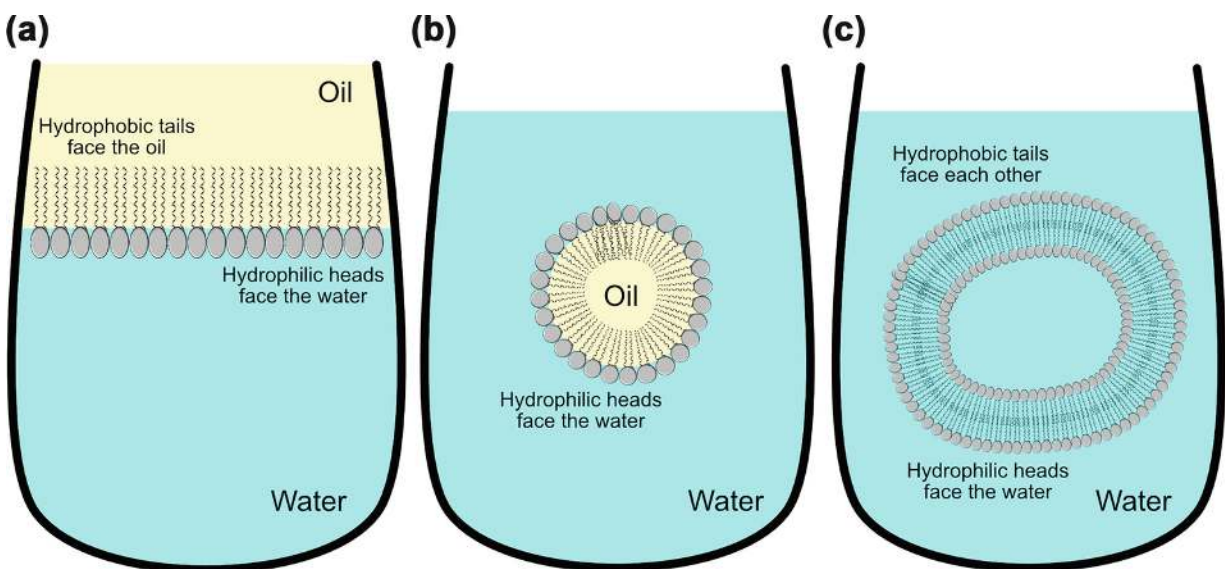 (a)
Oil
Hydrophobic tails
face the oil
Hydrophilic heads
face the water
Water
(b)
Oil
Hydrophilic heads
face the water
Water
(c)
Hydrophobic tails
face each other
Hydrophilic heads
face the water
Water